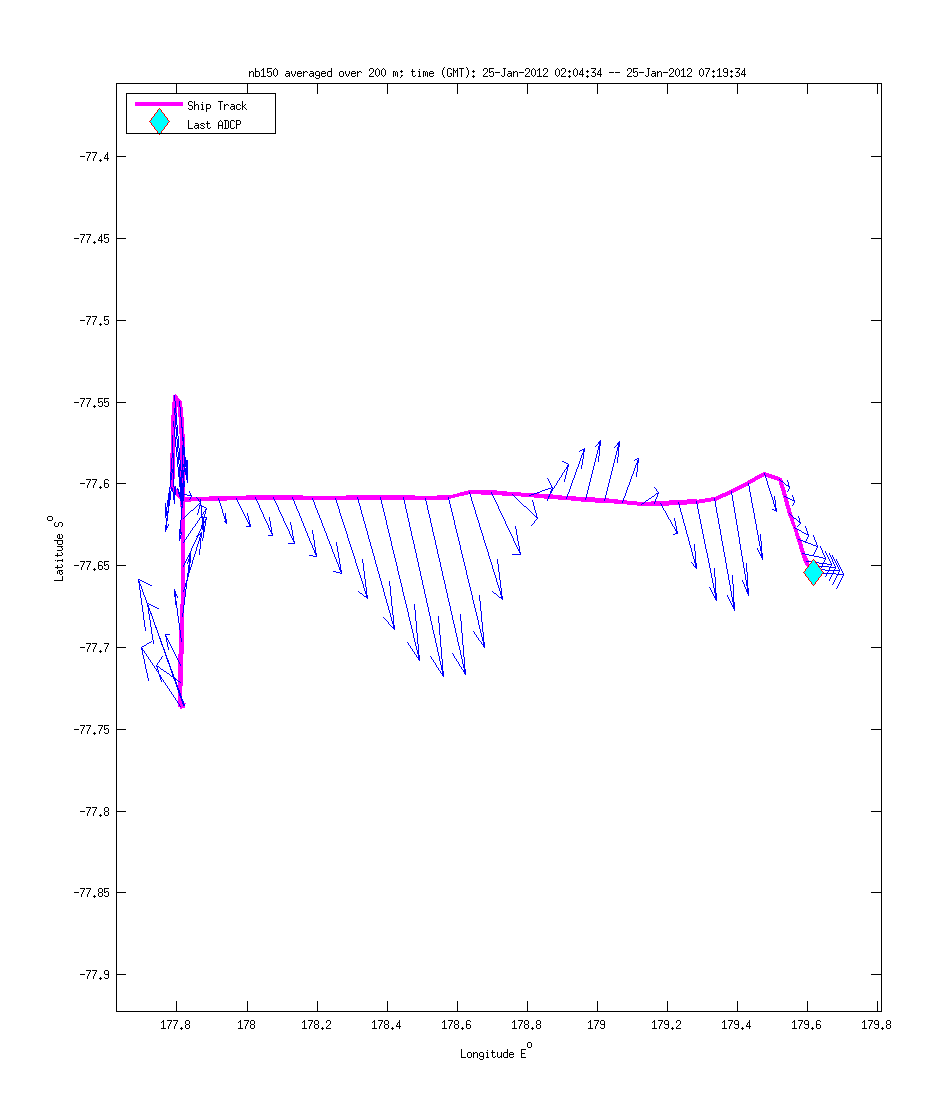 nb150 averaged over 200 m; time (GMT): 25-Jan-2012 02:04:34 -- 25-Jan-2012 07:19:34
Ship Track
Last ADCP
-77.4
-77.45
-77.5
-77.55
-77.6
-77.65
-77.7
-77.75
-77.8
-77.85
-77.9
Latitude S°
177.8 178 178.2 178.4 178.6 178.8 179 179.2 179.4 179.6 179.8
Longitude E°